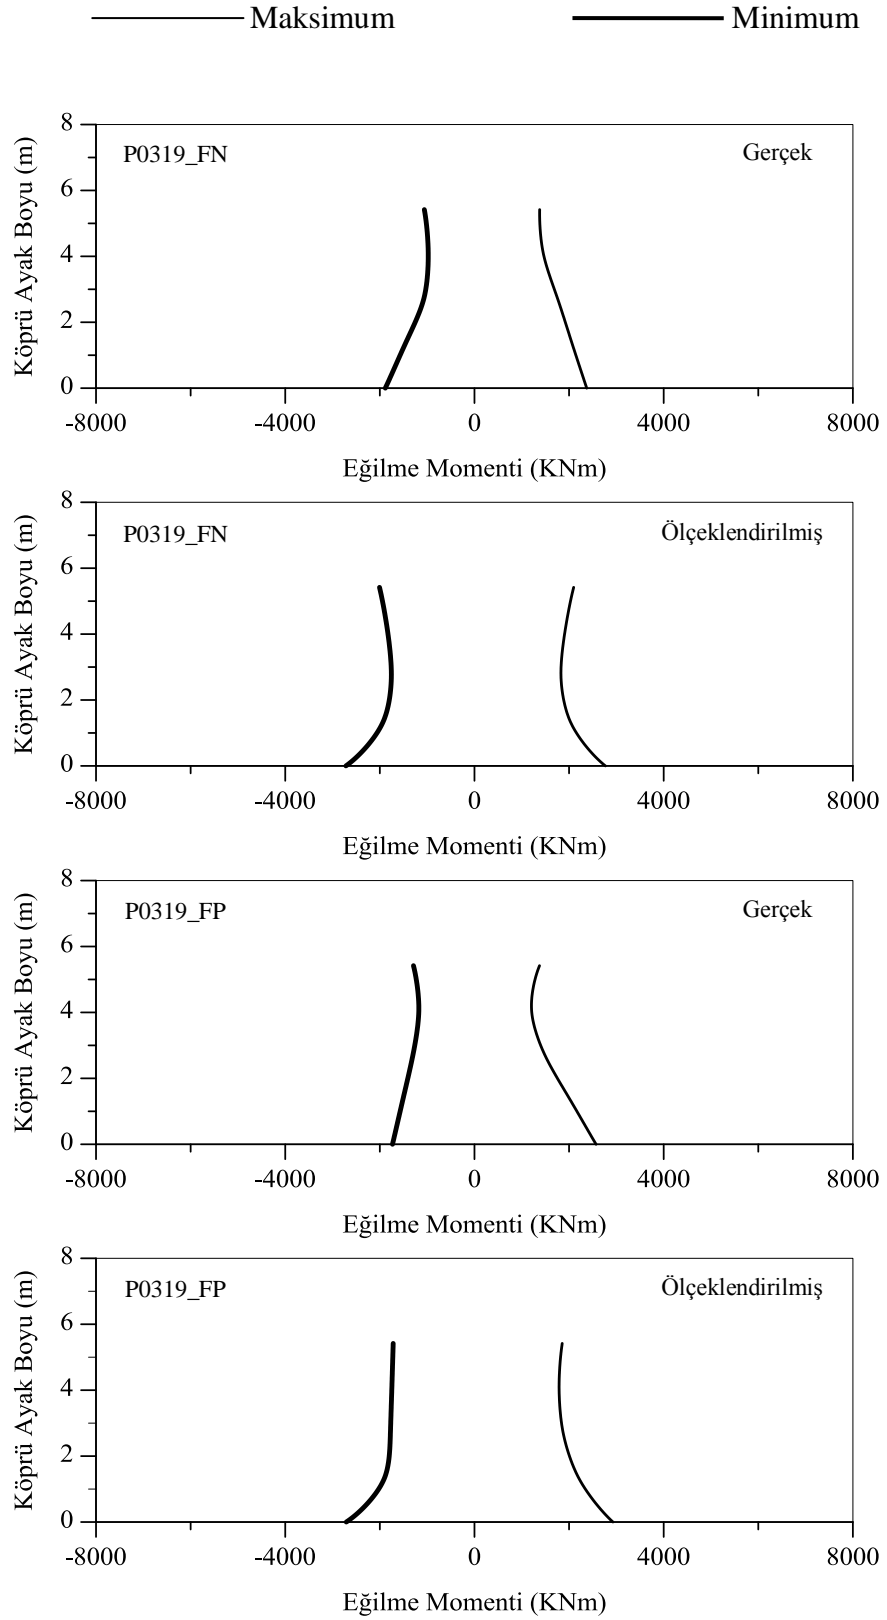 Maksimum Minimum
8
P0319_FN Gerçek
6
4
2
0
-8000 -4000 0 4000 8000
Köprü Ayak Boyu (m)
Eğilme Momenti (KNm)
8
P0319_FN Ölçeklendirilmiş
6
4
2
0
-8000 -4000 0 4000 8000
Köprü Ayak Boyu (m)
Eğilme Momenti (KNm)
8
P0319_FP Gerçek
6
4
2
0
-8000 -4000 0 4000 8000
Köprü Ayak Boyu (m)
Eğilme Momenti (KNm)
8
P0319_FP Ölçeklendirilmiş
6
4
2
0
-8000 -4000 0 4000 8000
Köprü Ayak Boyu (m)
Eğilme Momenti (KNm)